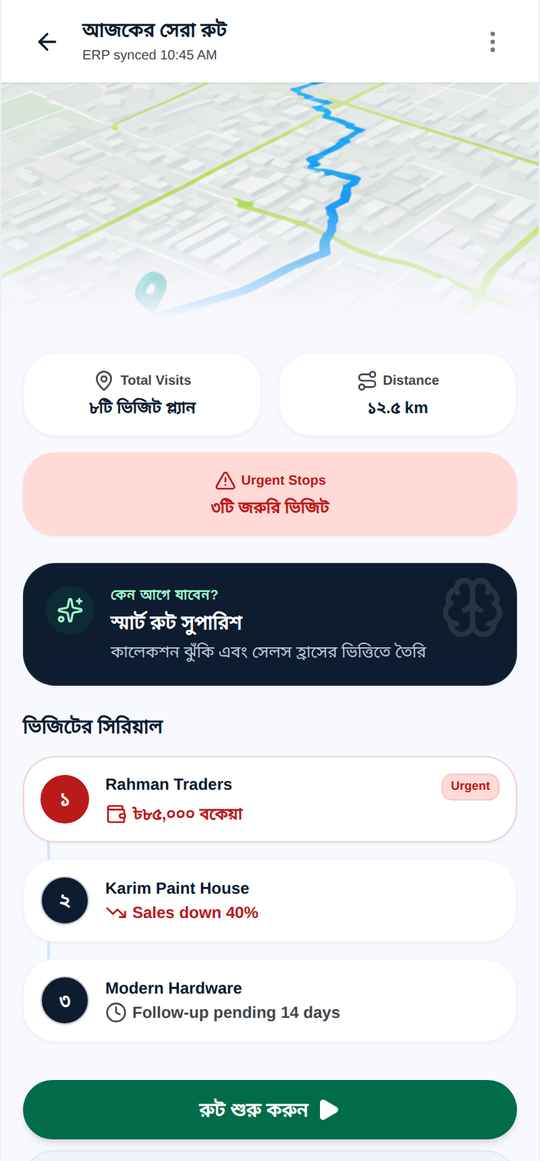 আজকের সেরা রুট
ERP synced 10:45 AM
Total Visits
৮টি ভিজিট প্ল্যান
Distance
১২.৫ km
Urgent Stops
৩টি জরুরি ভিজিট
কেন আগে যাবেন?
স্মার্ট রুট সুপারিশ
কালেকশন ঝুঁকি এবং সেলস হ্রাসের ভিত্তিতে তৈরি
ভিজিটের সিরিয়াল
১
Rahman Traders
Urgent
৳৮৫,০০০ বকেয়া
২
Karim Paint House
Sales down 40%
৩
Modern Hardware
Follow-up pending 14 days
রুট শুরু করুন